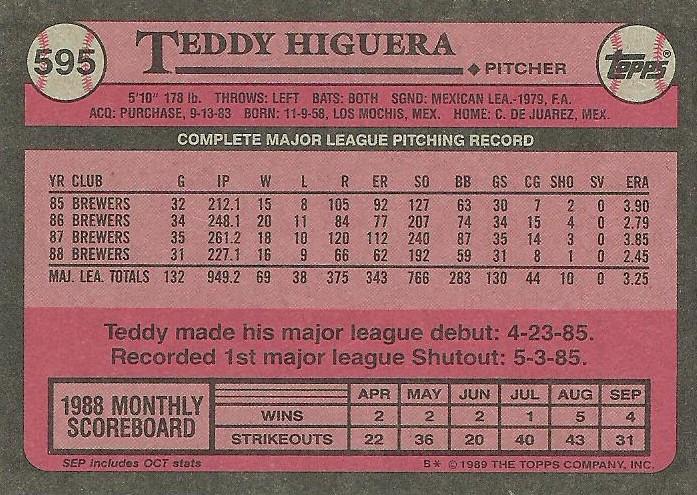 595
TEDDY HIGUERA
PITCHER
TOPPS®
5'10" 178 lb. THROWS: LEFT BATS: BOTH SGND: MEXICAN LEA.-1979, F.A.
ACQ: PURCHASE, 9-13-83 BORN: 11-9-58, LOS MOCHIS, MEX. HOME: C. DE JUAREZ, MEX.
COMPLETE MAJOR LEAGUE PITCHING RECORD
YR CLUB G IP W L R ER SO BB GS CG SHO SV ERA
85 BREWERS 32 212.1 15 8 105 92 127 63 30 7 2 0 3.90
86 BREWERS 34 248.1 20 11 84 77 207 74 34 15 4 0 2.79
87 BREWERS 35 261.2 18 10 120 112 240 87 35 14 3 0 3.85
88 BREWERS 31 227.1 16 9 66 62 192 59 31 8 1 0 2.45
MAJ. LEA. TOTALS 132 949.2 69 38 375 343 766 283 130 44 10 0 3.25
Teddy made his major league debut: 4-23-85.
Recorded 1st major league Shutout: 5-3-85.
1988 MONTHLY
SCOREBOARD
APR MAY JUN JUL AUG SEP
WINS 2 2 2 1 5 4
STRIKEOUTS 22 36 20 40 43 31
SEP includes OCT stats
B* © 1989 THE TOPPS COMPANY, INC.